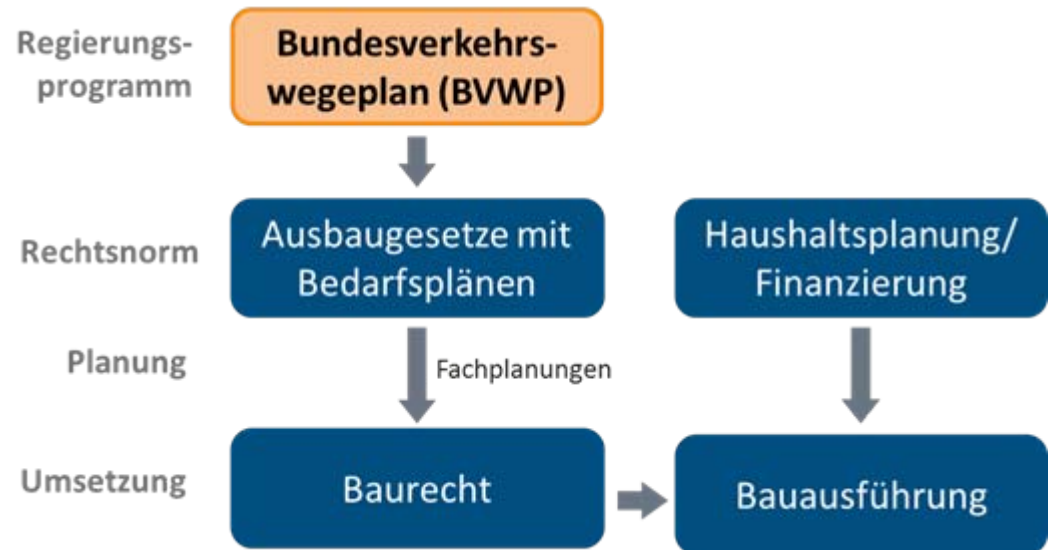 Regierungs-
programm
Bundesverkehrs-
wegeplan (BVWP)
Rechtsnorm
Ausbaugesetze mit
Bedarfsplänen
Haushaltsplanung/
Finanzierung
Planung
Fachplanungen
Umsetzung
Baurecht
Bauausführung